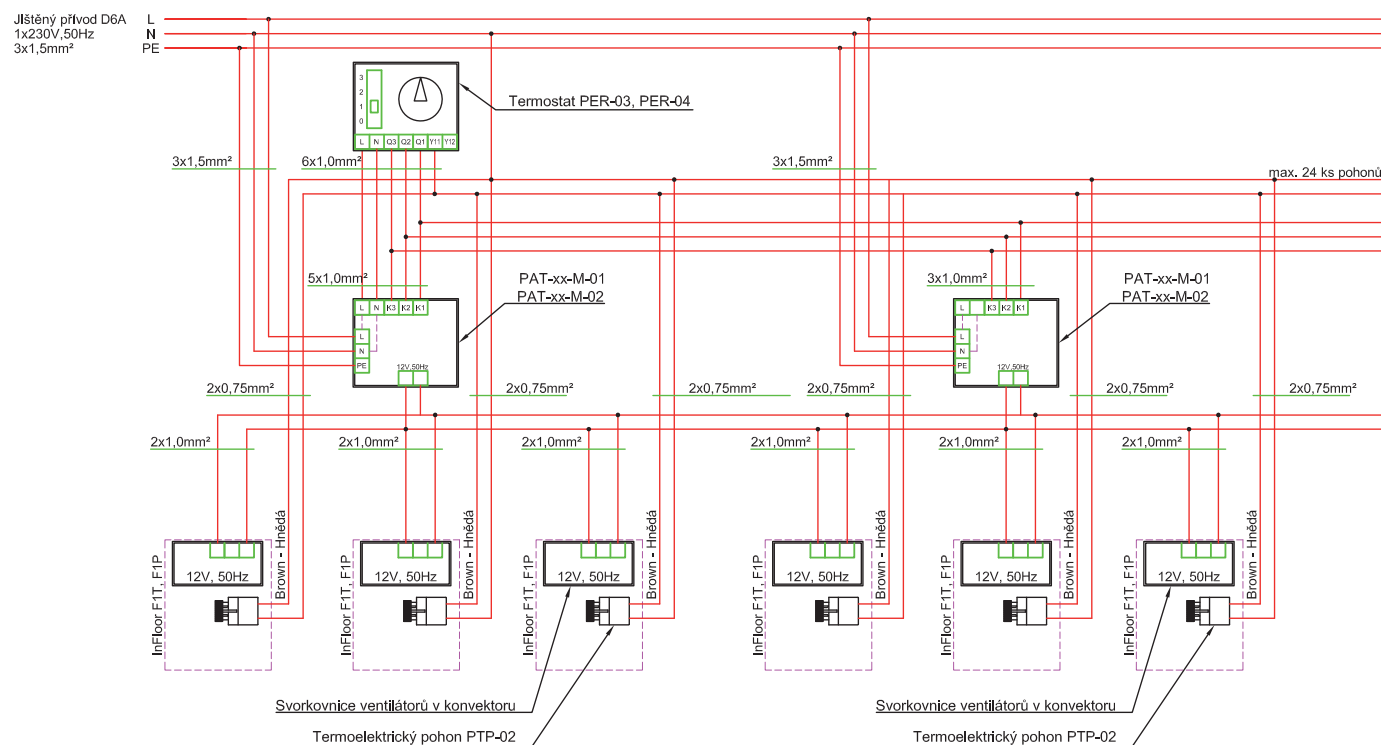 Jištěný přívod D6A L
1x230V,50Hz N
3x1,5mm² PE
3
2
1
0
L N Q3 Q2 Q1 Y11 Y12
Termostat PER-03, PER-04
3x1,5mm²
6x1,0mm²
3x1,5mm²
max. 24 ks pohonů
5x1,0mm²
PAT-xx-M-01
PAT-xx-M-02
3x1,0mm²
PAT-xx-M-01
PAT-xx-M-02
L N K3 K2 K1
L
N
PE
12V,50Hz
L K3 K2 K1
L
N
PE
12V,50Hz
2x0,75mm²
2x0,75mm²
2x0,75mm²
2x0,75mm²
2x0,75mm²
2x0,75mm²
2x1,0mm²
2x1,0mm²
2x1,0mm²
2x1,0mm²
2x1,0mm²
2x1,0mm²
InFloor F1T, F1P
12V, 50Hz
Brown - Hnědá
InFloor F1T, F1P
12V, 50Hz
Brown - Hnědá
InFloor F1T, F1P
12V, 50Hz
Brown - Hnědá
InFloor F1T, F1P
12V, 50Hz
Brown - Hnědá
InFloor F1T, F1P
12V, 50Hz
Brown - Hnědá
InFloor F1T, F1P
12V, 50Hz
Brown - Hnědá
Svorkovnice ventilátorů v konvektoru
Termoelektrický pohon PTP-02
Svorkovnice ventilátorů v konvektoru
Termoelektrický pohon PTP-02